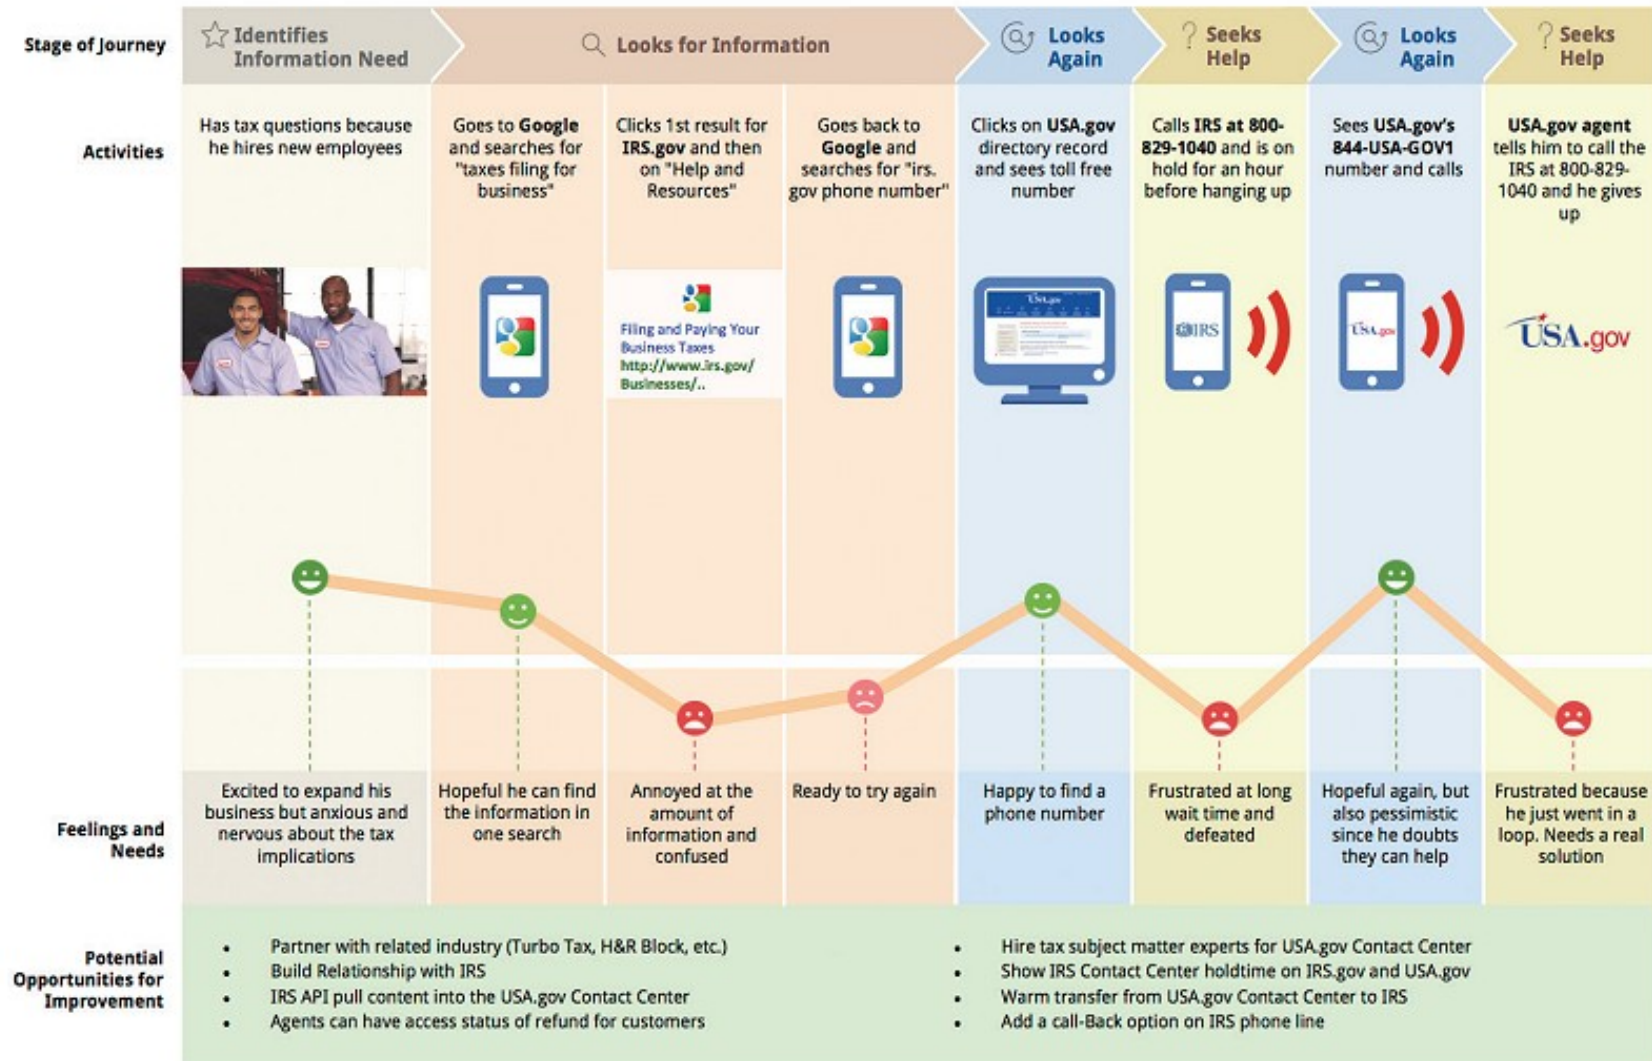 Stage of Journey
Identifies
Information Need
Looks for Information
Looks
Again
Seeks
Help
Looks
Again
Seeks
Help
Activities
Has tax questions because
he hires new employees
Goes to Google
and searches for
"taxes filing for
business"
Clicks 1st result for
IRS.gov and then
on "Help and
Resources"
Goes back to
Google and
searches for "irs.
gov phone number"
Clicks on USA.gov
directory record
and sees toll free
number
Calls IRS at 800-
829-1040 and is on
hold for an hour
before hanging up
Sees USA.gov's
844-USA-GOV1
number and calls
USA.gov agent
tells him to call the
IRS at 800-829-
1040 and he gives
up
Filing and Paying Your
Business Taxes
http://www.irs.gov/
Businesses/..
USA.gov
IRS
USA.gov
USA.gov
Feelings and
Needs
Excited to expand his
business but anxious and
nervous about the tax
implications
Hopeful he can find
the information in
one search
Annoyed at the
amount of
information and
confused
Ready to try again
Happy to find a
phone number
Frustrated at long
wait time and
defeated
Hopeful again, but
also pessimistic
since he doubts
they can help
Frustrated because
he just went in a
loop. Needs a real
solution
Potential
Opportunities for
Improvement
• Partner with related industry (Turbo Tax, H&R Block, etc.)
• Build Relationship with IRS
• IRS API pull content into the USA.gov Contact Center
• Agents can have access status of refund for customers
• Hire tax subject matter experts for USA.gov Contact Center
• Show IRS Contact Center holdtime on IRS.gov and USA.gov
• Warm transfer from USA.gov Contact Center to IRS
• Add a call-Back option on IRS phone line